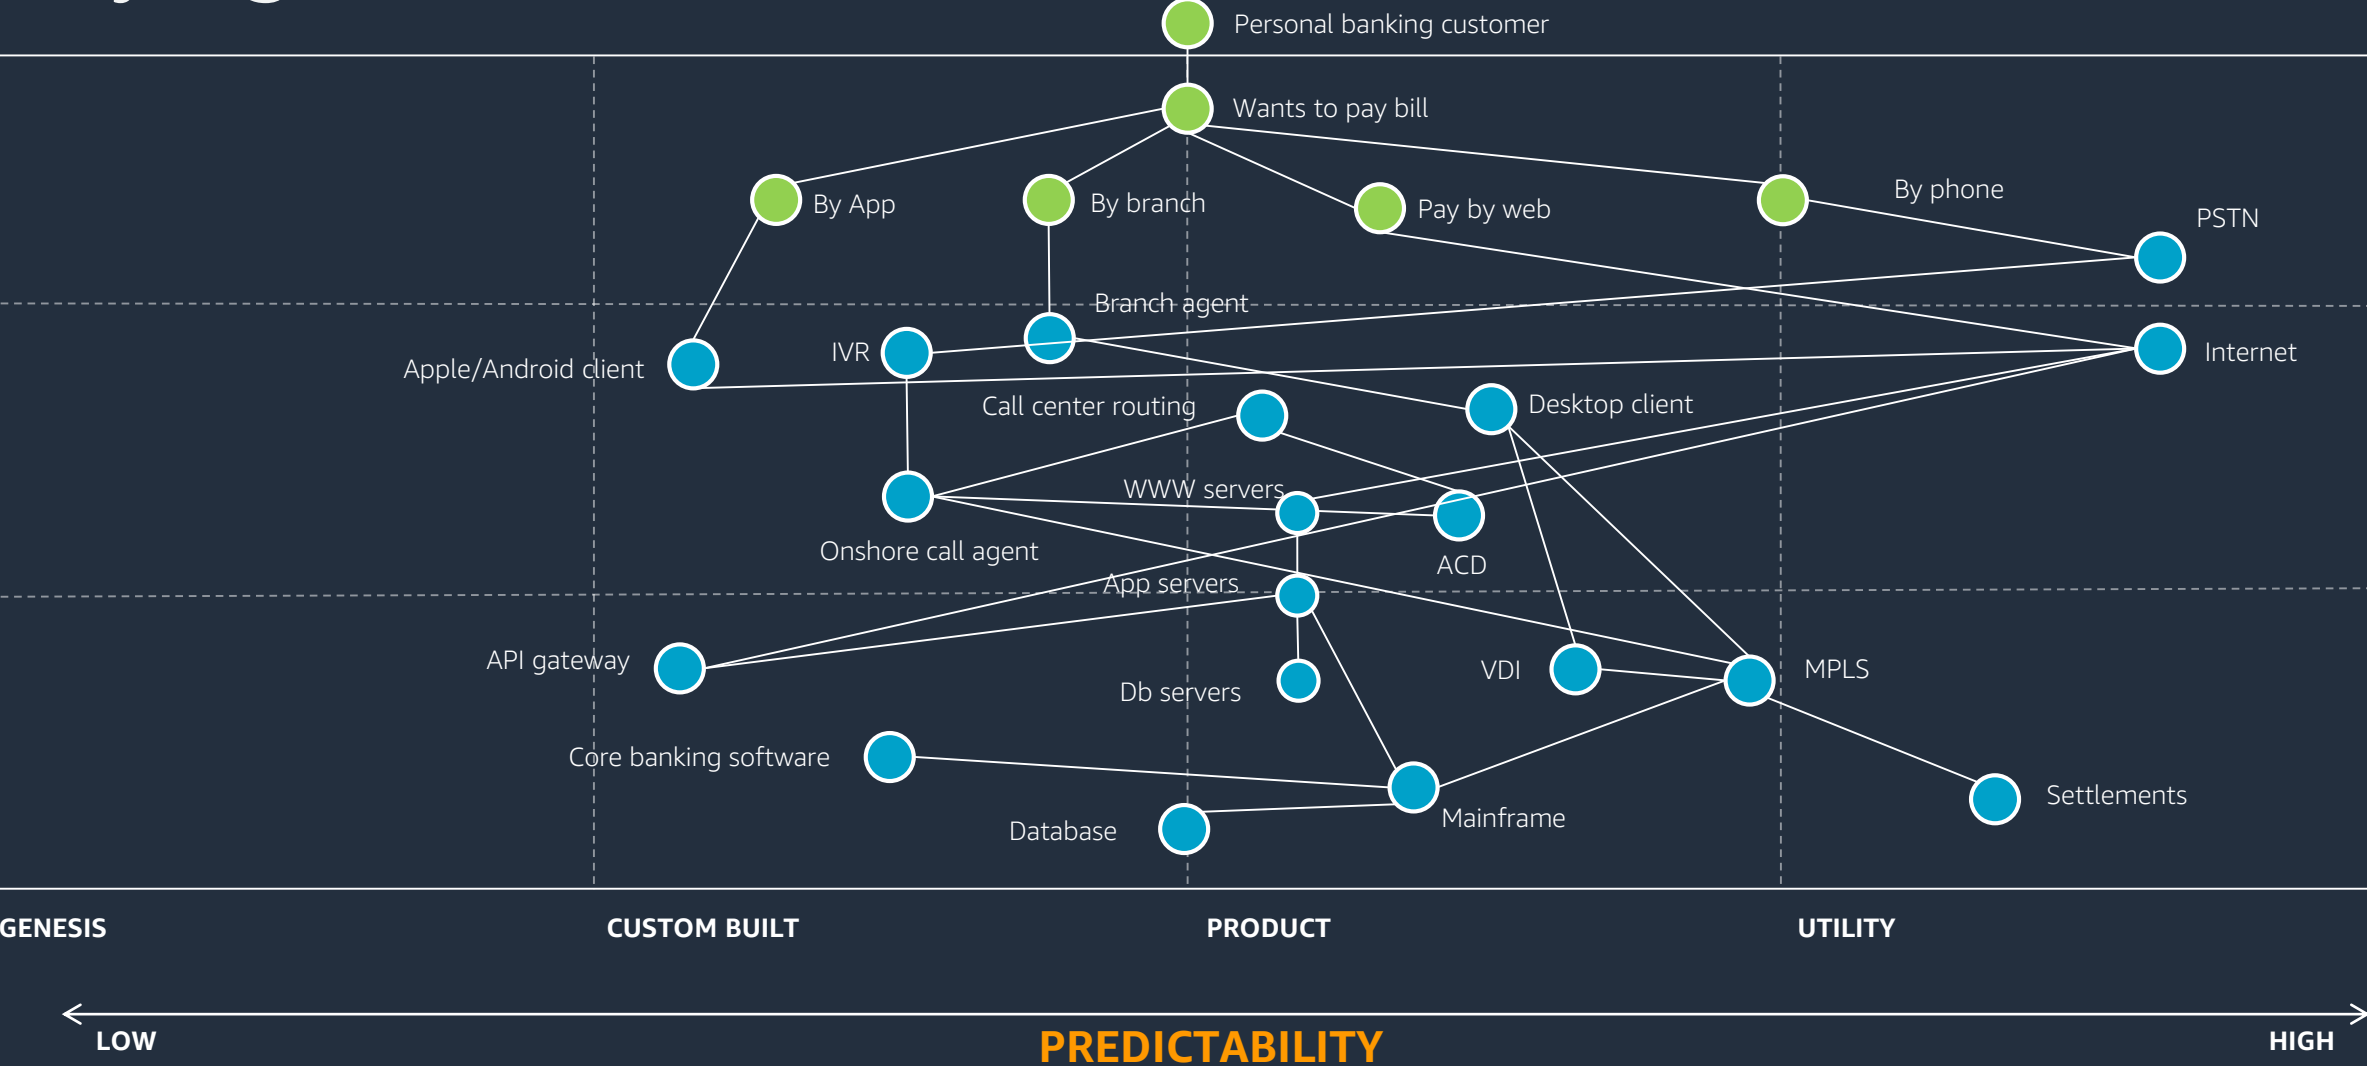 Personal banking customer
Wants to pay bill
By App
By branch
Pay by web
By phone
PSTN
Branch agent
Apple/Android client
IVR
Internet
Call center routing
Desktop client
WWW servers
Onshore call agent
ACD
App servers
API gateway
Db servers
VDI
MPLS
Core banking software
Database
Mainframe
Settlements
GENESIS
CUSTOM BUILT
PRODUCT
UTILITY
LOW
PREDICTABILITY
HIGH